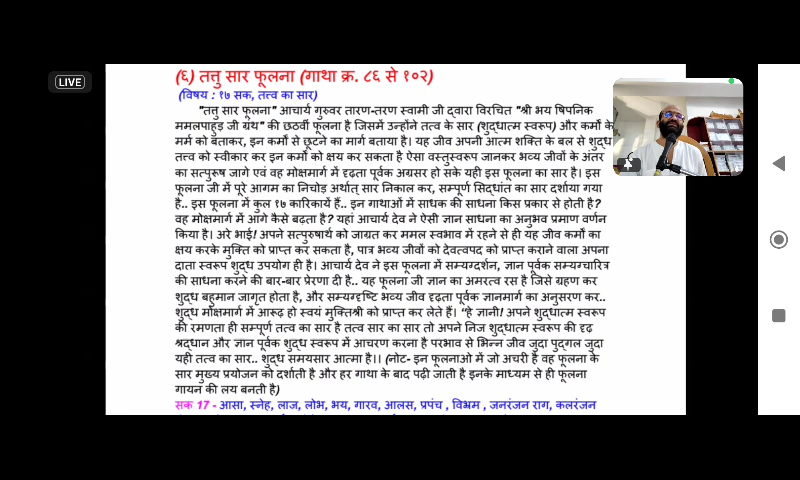 LIVE
(६) तत्तु सार फूलना (गाथा क्र. ८६ से १०२)
(विषय : १७ सक, तत्त्व का सार)
"तत्तु सार फूलना" आचार्य गुरुवर तारण-तरण स्वामी जी द्वारा विरचित "श्री भय षिपनिक
ममलपाहुड़ जी ग्रंथ" की छठवीं फूलना है जिसमें उन्होंने तत्व के सार (शुद्धात्म स्वरूप) और कर्मों के
मर्म को बताकर, इन कर्मों से छूटने का मार्ग बताया है। यह जीव अपनी आत्म शक्ति के बल से शुद्ध
तत्व को स्वीकार कर इन कर्मों को क्षय कर सकता है ऐसा वस्तुस्वरूप जानकर भव्य जीवों के अंतर
का सत्पुरूष जागे एवं वह मोक्षमार्ग में दृढ़ता पूर्वक अग्रसर हो सके यही इस फूलना का सार है। इस
फूलना जी में पूरे आगम का निचोड़ अर्थात् सार निकाल कर, सम्पूर्ण सिद्धांत का सार दर्शाया गया
है.. इस फूलना में कुल १७ कारिकायें हैं.. इन गाथाओं में साधक की साधना किस प्रकार से होती है?
वह मोक्षमार्ग में आगे कैसे बढ़ता है? यहां आचार्य देव ने ऐसी ज्ञान साधना का अनुभव प्रमाण वर्णन
किया है। अरे भाई! अपने सत्पुरुषार्थ को जाग्रत कर ममल स्वभाव में रहने से ही यह जीव कर्मों का
क्षय करके मुक्ति को प्राप्त कर सकता है, पात्र भव्य जीवों को देवत्वपद को प्राप्त कराने वाला अपना
दाता स्वरूप शुद्ध उपयोग ही है। आचार्य देव ने इस फूलना में सम्यग्दर्शन, ज्ञान पूर्वक सम्यग्चारित्र
की साधना करने की बार-बार प्रेरणा दी है.. यह फूलना जी ज्ञान का अमरत्व रस है जिसे ग्रहण कर
शुद्ध बहुमान जागृत होता है, और सम्यग्दृष्टि भव्य जीव दृढ़ता पूर्वक ज्ञानमार्ग का अनुसरण कर..
शुद्ध मोक्षमार्ग में आरूढ़ हो स्वयं मुक्तिश्री को प्राप्त कर लेते हैं। "हे ज्ञानी! अपने शुद्धात्म स्वरूप
की रमणता ही सम्पूर्ण तत्व का सार है तत्व सार का सार तो अपने निज शुद्धात्म स्वरूप की दृढ़
श्रद्धान और ज्ञान पूर्वक शुद्ध स्वरूप में आचरण करना है परभाव से भिन्न जीव जुदा पुद्गल जुदा
यही तत्व का सार.. शुद्ध समयसार आत्मा है।। (नोट- इन फूलनाओ में जो अचरी है वह फूलना के
सार मुख्य प्रयोजन को दर्शाती है और हर गाथा के बाद पढ़ी जाती है इनके माध्यम से ही फूलना
गायन की लय बनती है)
सक 17 - आसा, स्नेह, लाज, लोभ, भय, गारव, आलस, प्रपंच , विभ्रम , जनरंजन राग, कलरंजन